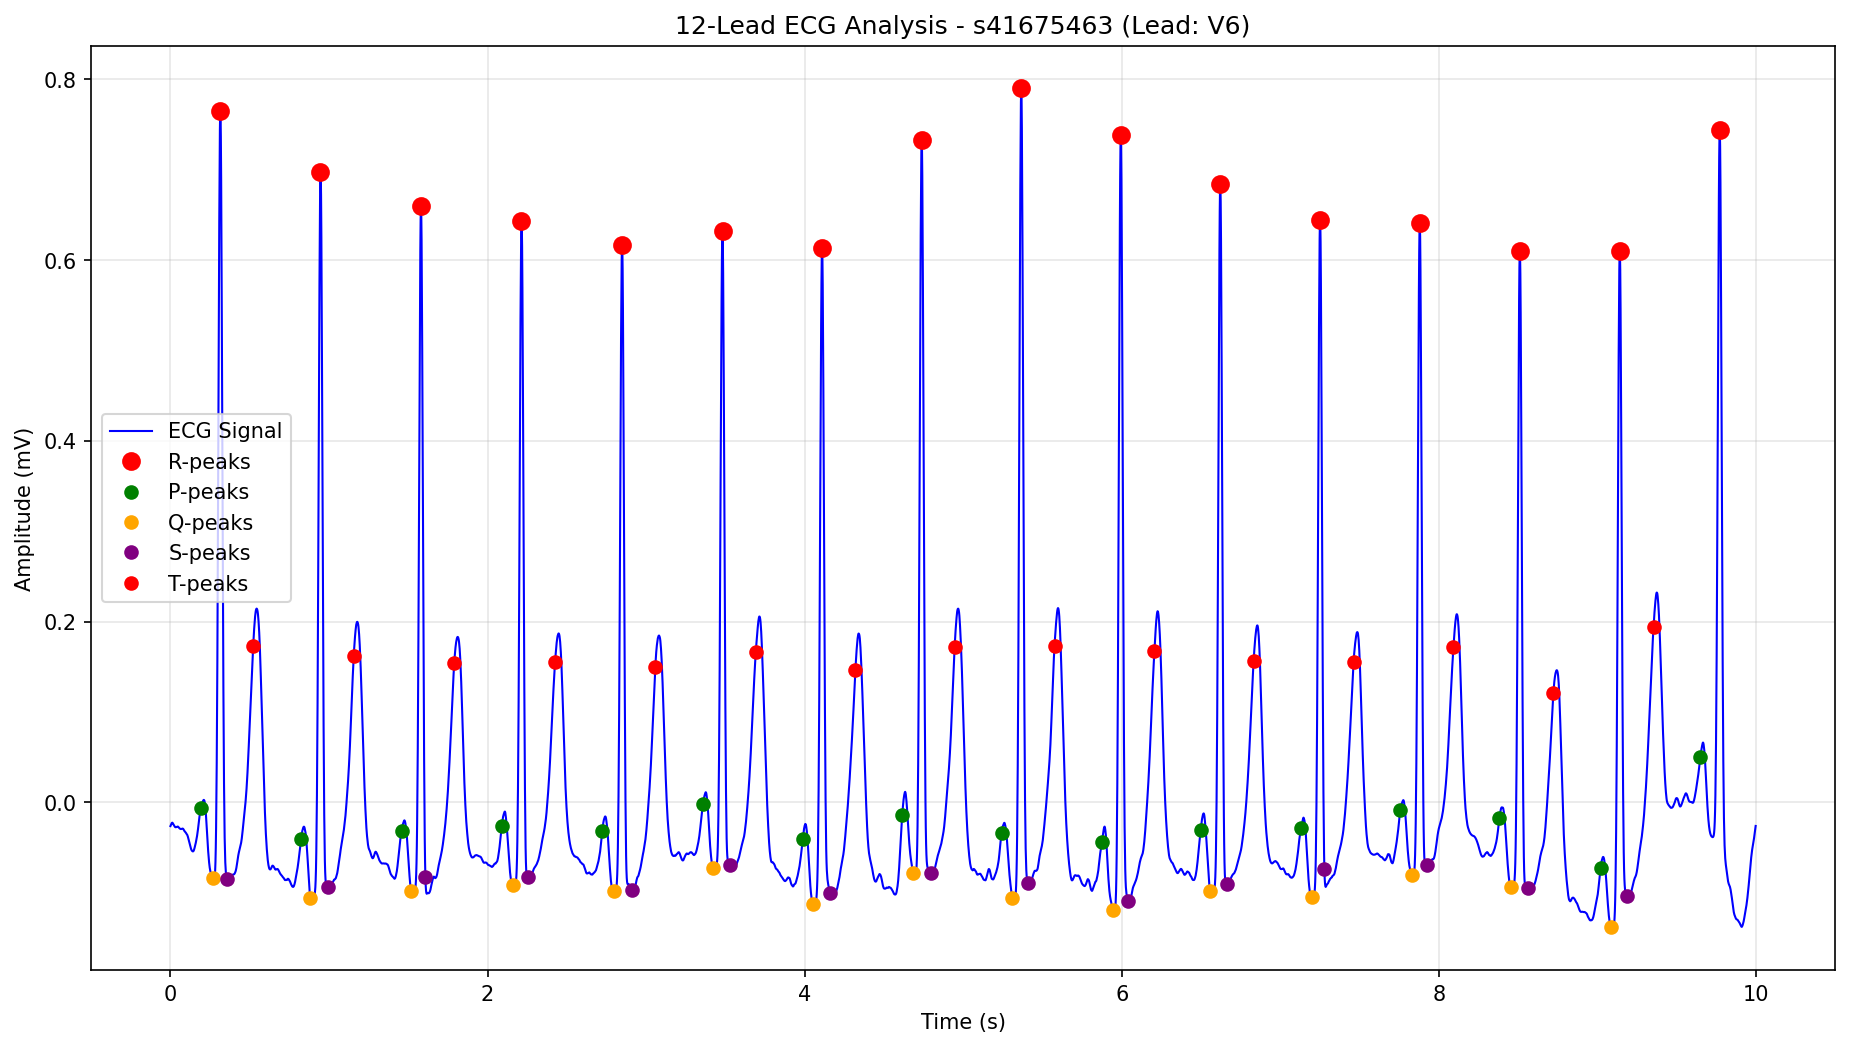 12-Lead ECG Analysis - s41675463 (Lead: V6)
Amplitude (mV)
0.8
0.6
0.4
0.2
0.0
ECG Signal
R-peaks
P-peaks
Q-peaks
S-peaks
T-peaks
0 2 4 6 8 10
Time (s)